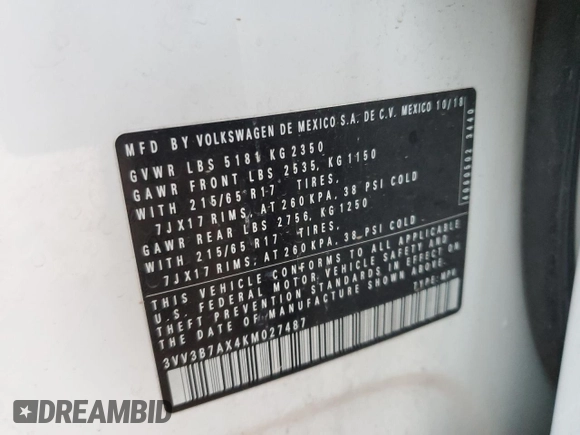 MFD BY VOLKSWAGEN DE MEXICO S.A. DE C.V. MEXICO 10/18
GVWR LBS 5181 KG 2350
GAWR FRONT LBS 2535, KG 1150
WITH 215/65 R17 TIRES,
7JX17 RIMS, AT 260 KPA, 38 PSI COLD
GAWR REAR LBS 2756, KG 1250
WITH 215/65 R17 TIRES,
7JX17 RIMS, AT 260 KPA, 38 PSI COLD
THIS VEHICLE CONFORMS TO ALL APPLICABLE
U.S. FEDERAL MOTOR VEHICLE SAFETY AND
THEFT PREVENTION STANDARDS IN EFFECT ON
THE DATE OF MANUFACTURE SHOWN ABOVE.
3VV3B7AX4KM027487
TYPE: MPV
DREAMBID